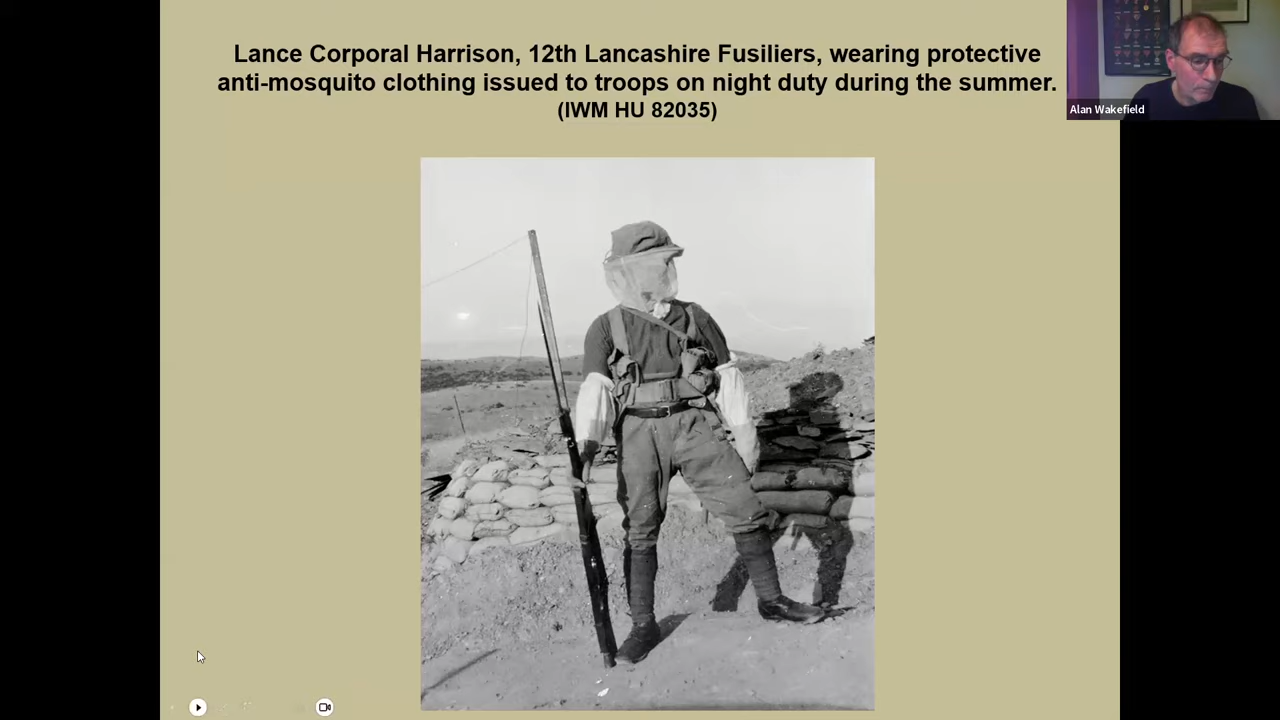 Lance Corporal Harrison, 12th Lancashire Fusiliers, wearing protective
anti-mosquito clothing issued to troops on night duty during the summer.
(IWM HU 82035)
Alan Wakefield